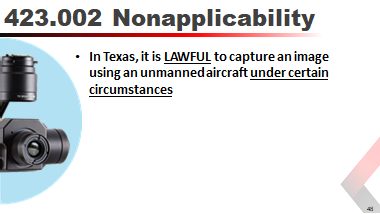 423.002 Nonapplicability
• In Texas, it is LAWFUL to capture an image
using an unmanned aircraft under certain
circumstances
48